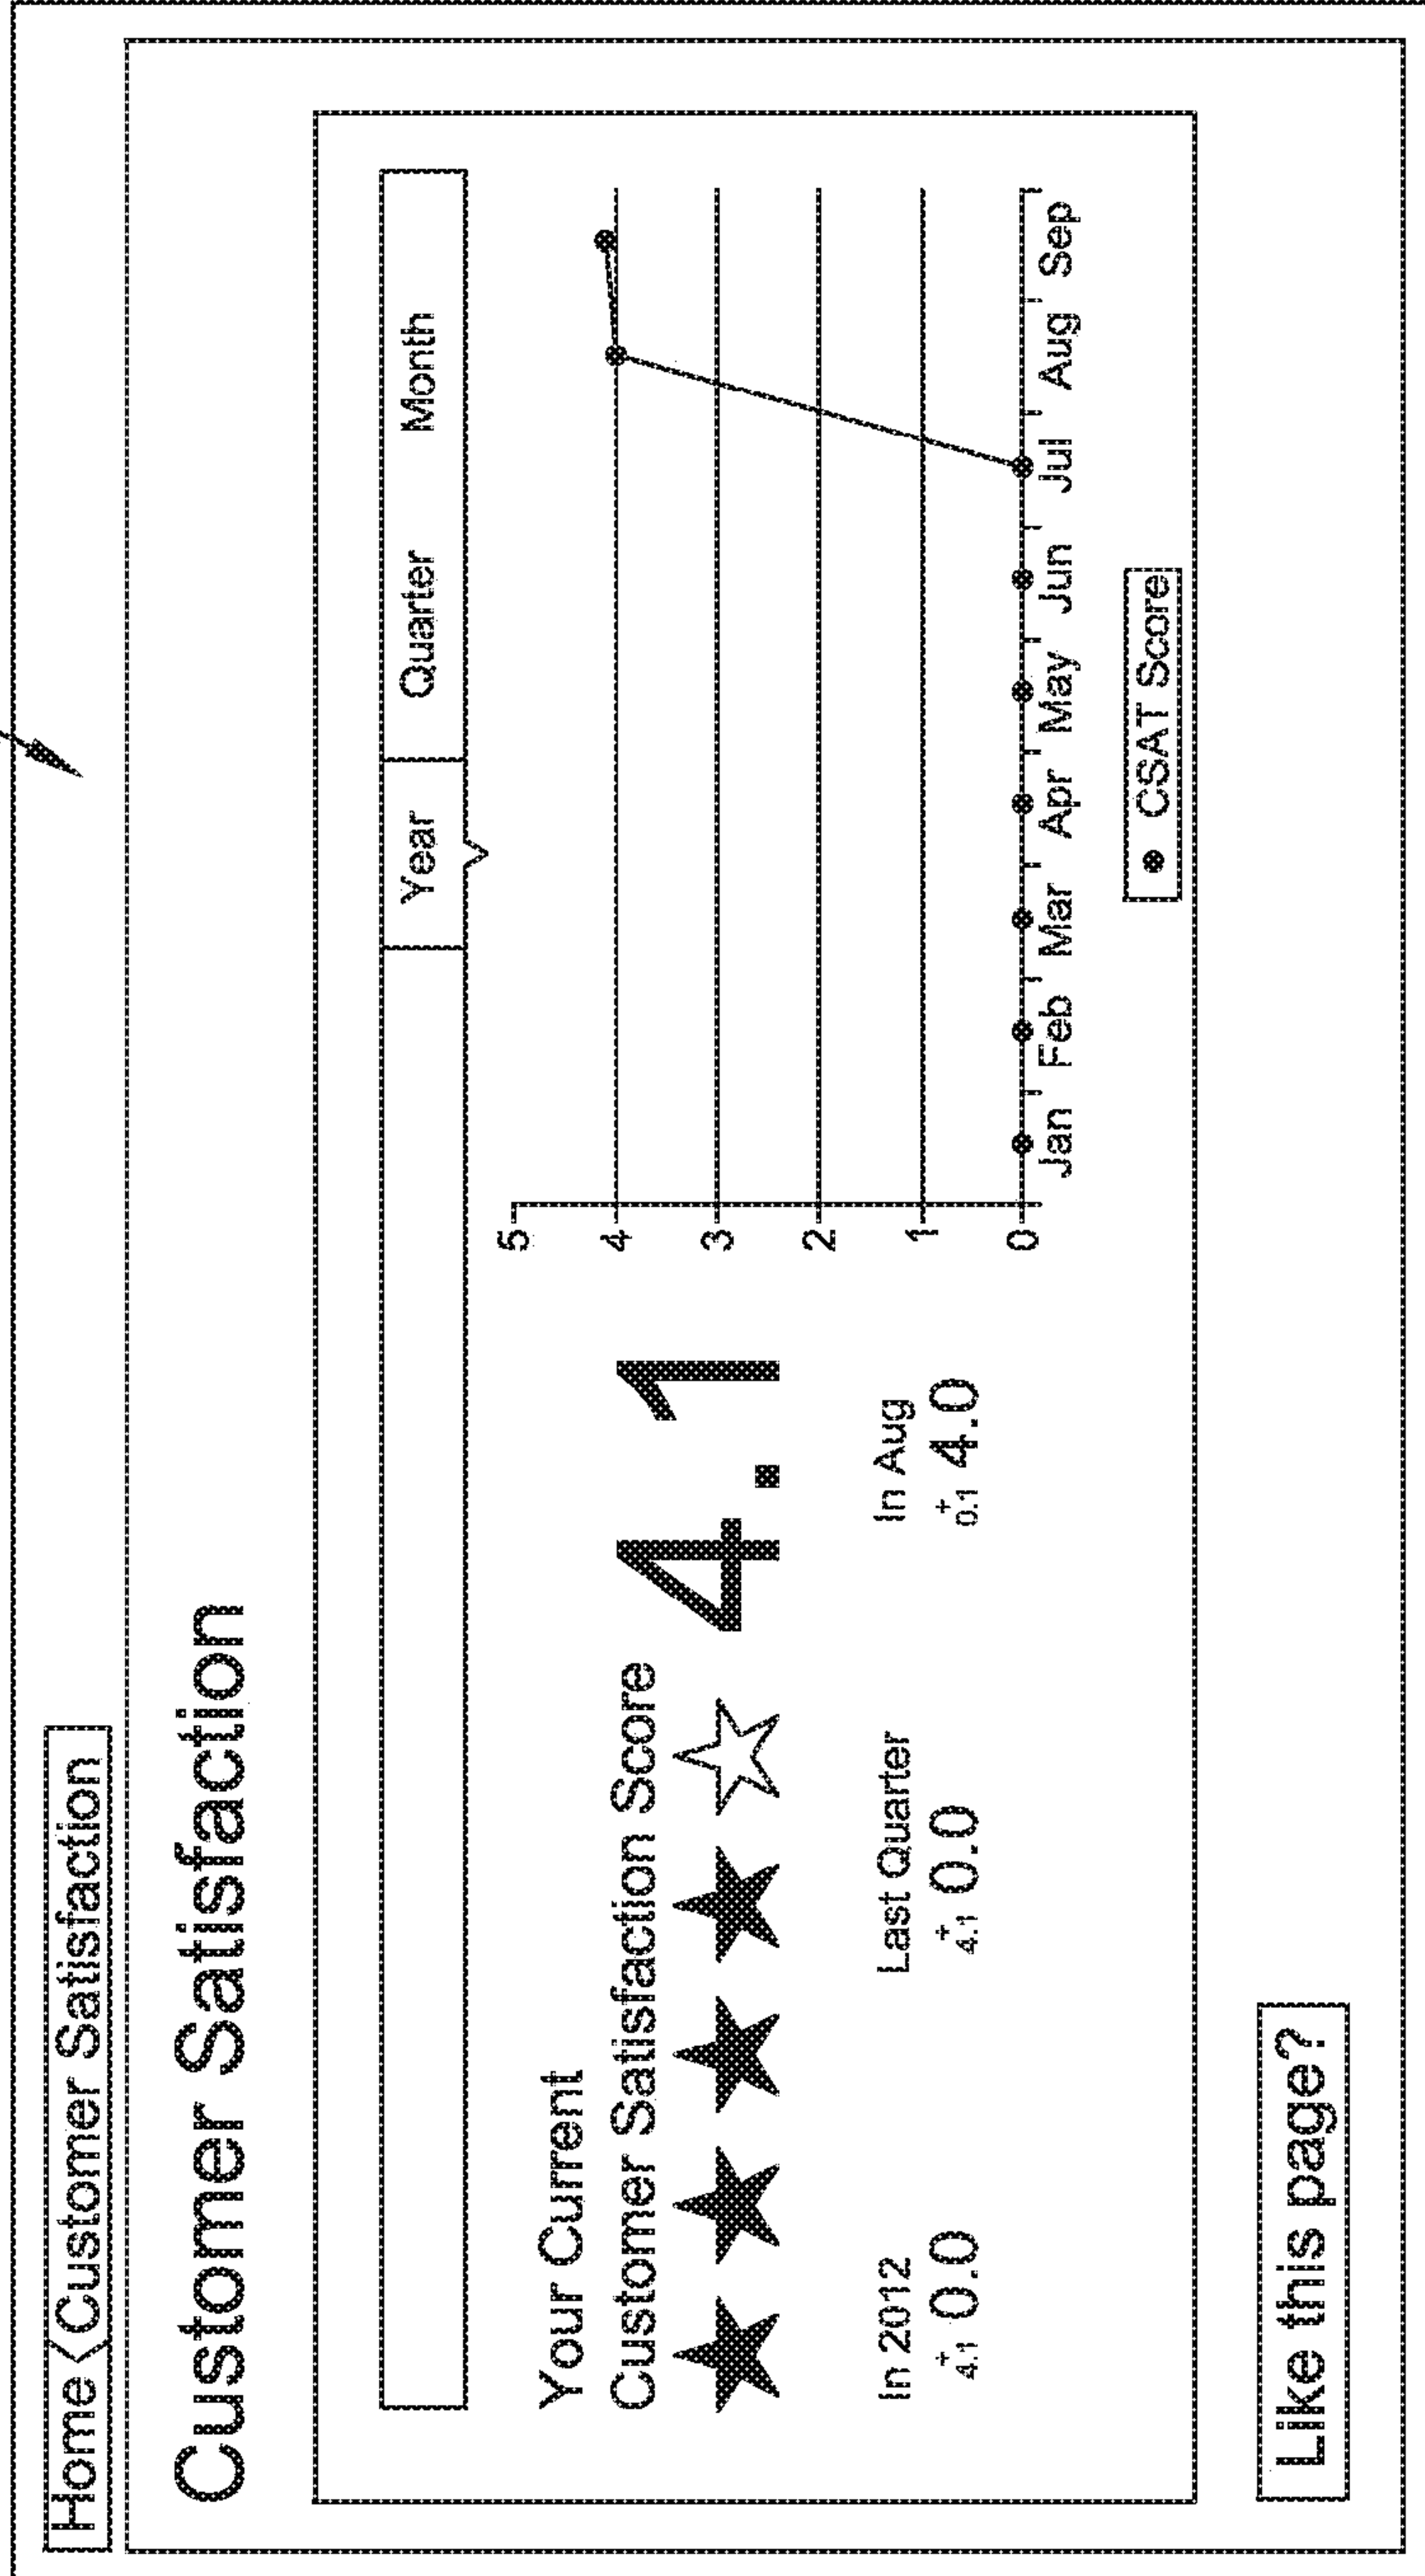 Home<Customer Satisfaction
Customer Satisfaction
Year Quarter Month
Your Current
Customer Satisfaction Score 4.1
In 2012 Last Quarter In Aug
+ + +
4.1 0.0 4.1 0.0 0.1 4.0
5
4
3
2
1
0
Jan Feb Mar Apr May Jun Jul Aug Sep
CSAT Score
Like this page?